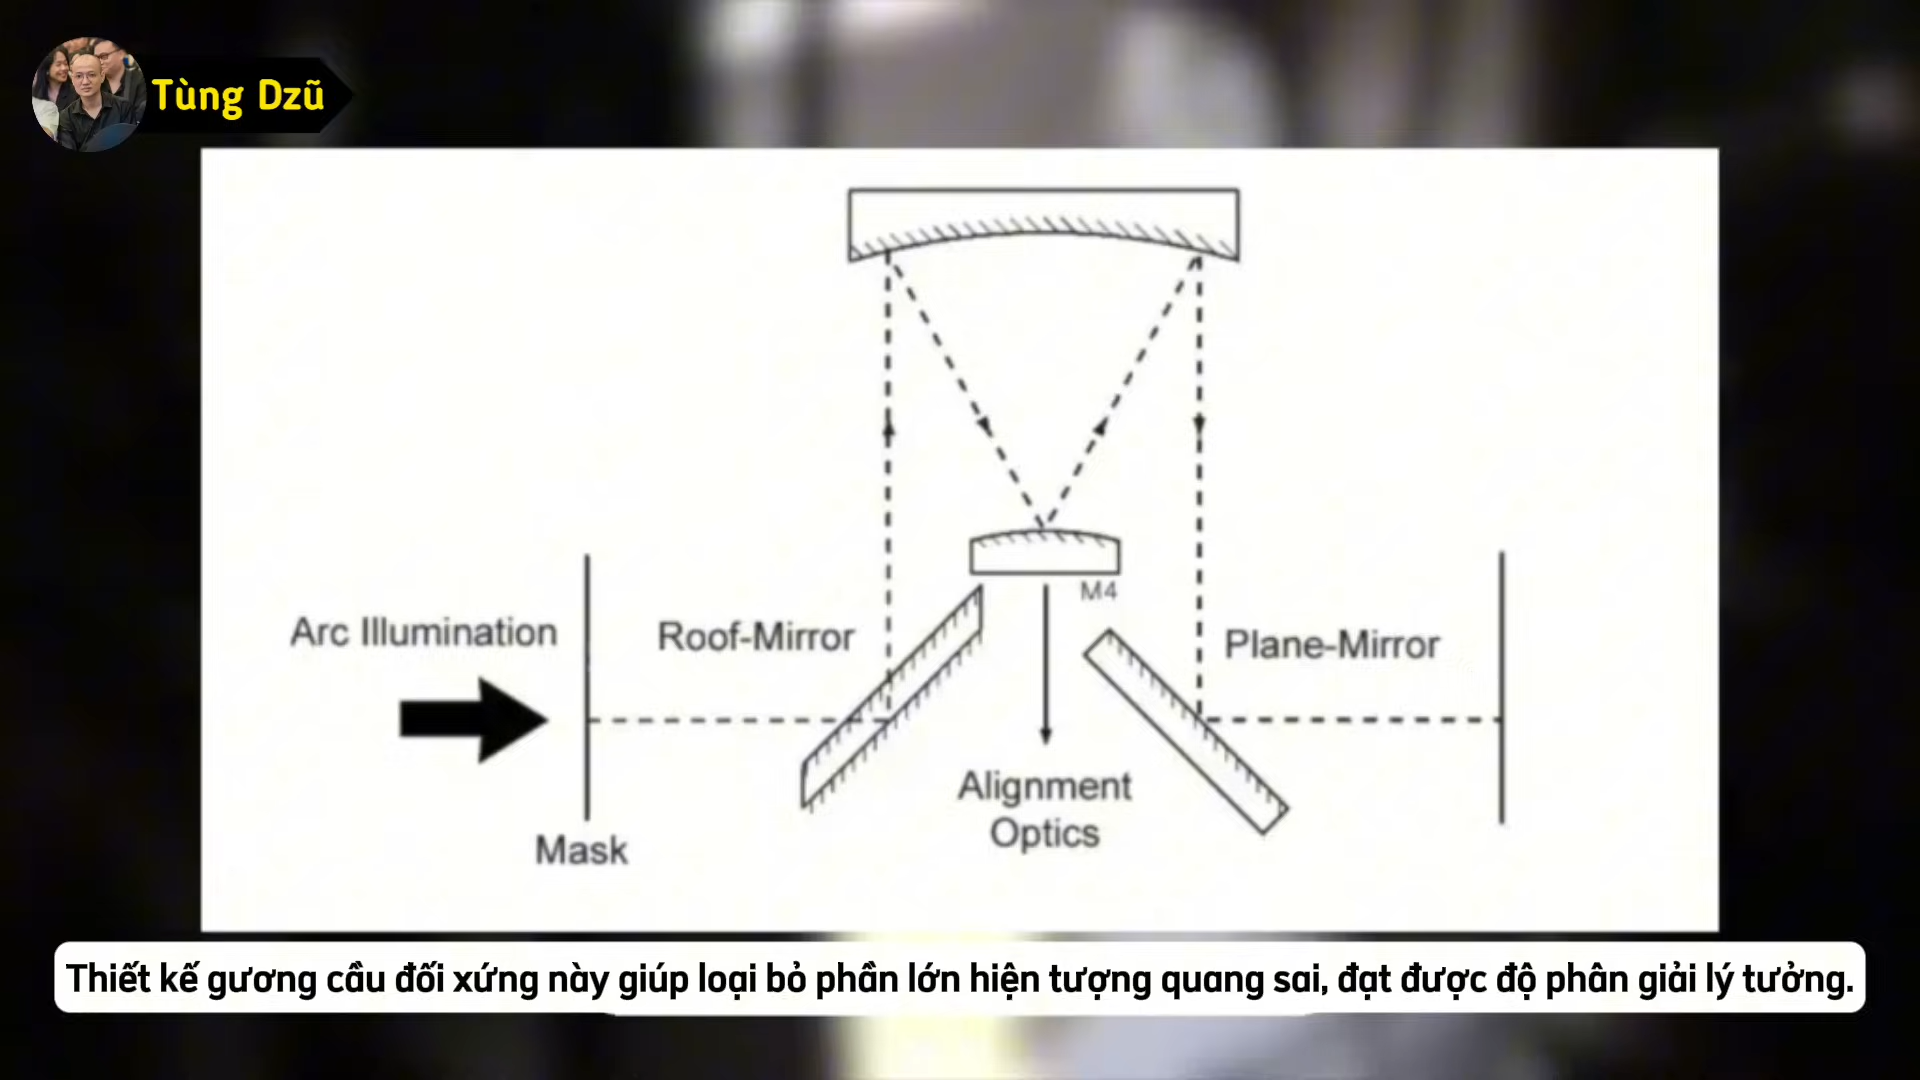 Tùng Dzũ
M4
Arc Illumination
Roof-Mirror
Plane-Mirror
Alignment
Optics
Mask
Thiết kế gương cầu đối xứng này giúp loại bỏ phần lớn hiện tượng quang sai, đạt được độ phân giải lý tưởng.